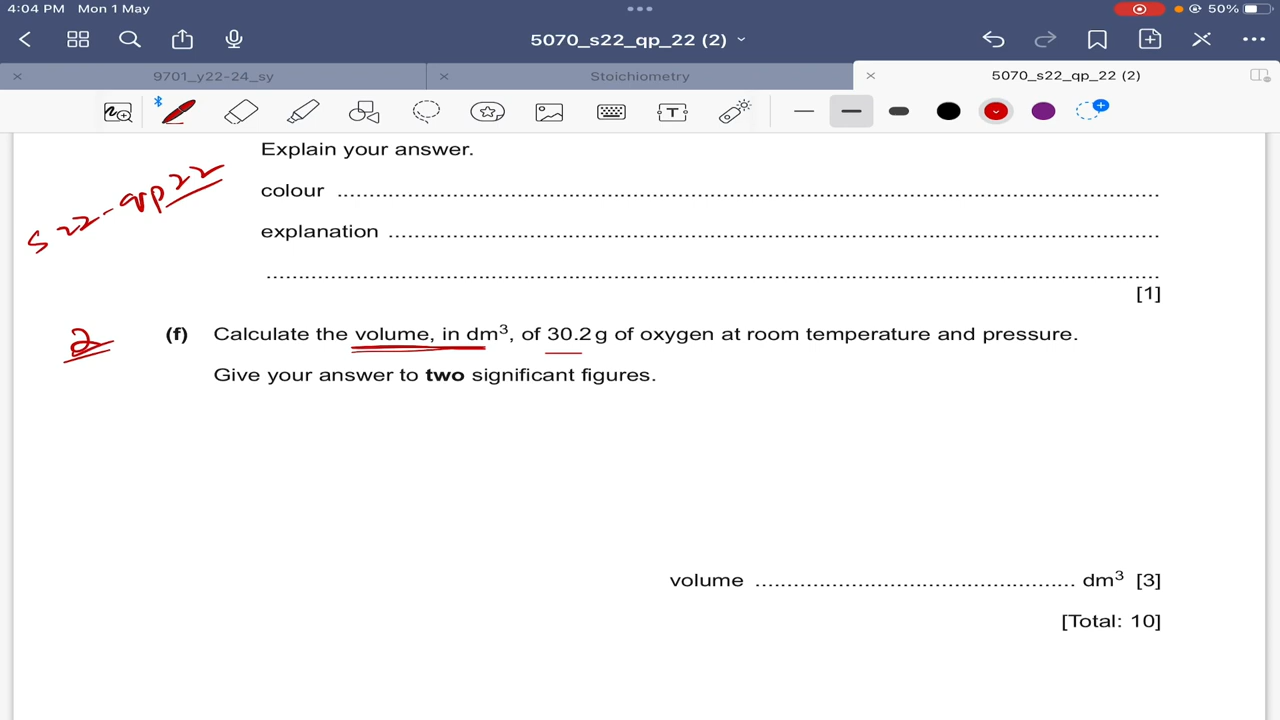 4:04 PM Mon 1 May
50%
5070_s22_qp_22 (2)
9701_y22-24_sy
Stoichiometry
5070_s22_qp_22 (2)
T
Explain your answer.
s22-qp22
colour ................................................................................................................................
explanation ........................................................................................................................
............................................................................................................................................
[1]
2
(f) Calculate the volume, in dm³, of 30.2 g of oxygen at room temperature and pressure.
Give your answer to two significant figures.
volume .................................................. dm³ [3]
[Total: 10]